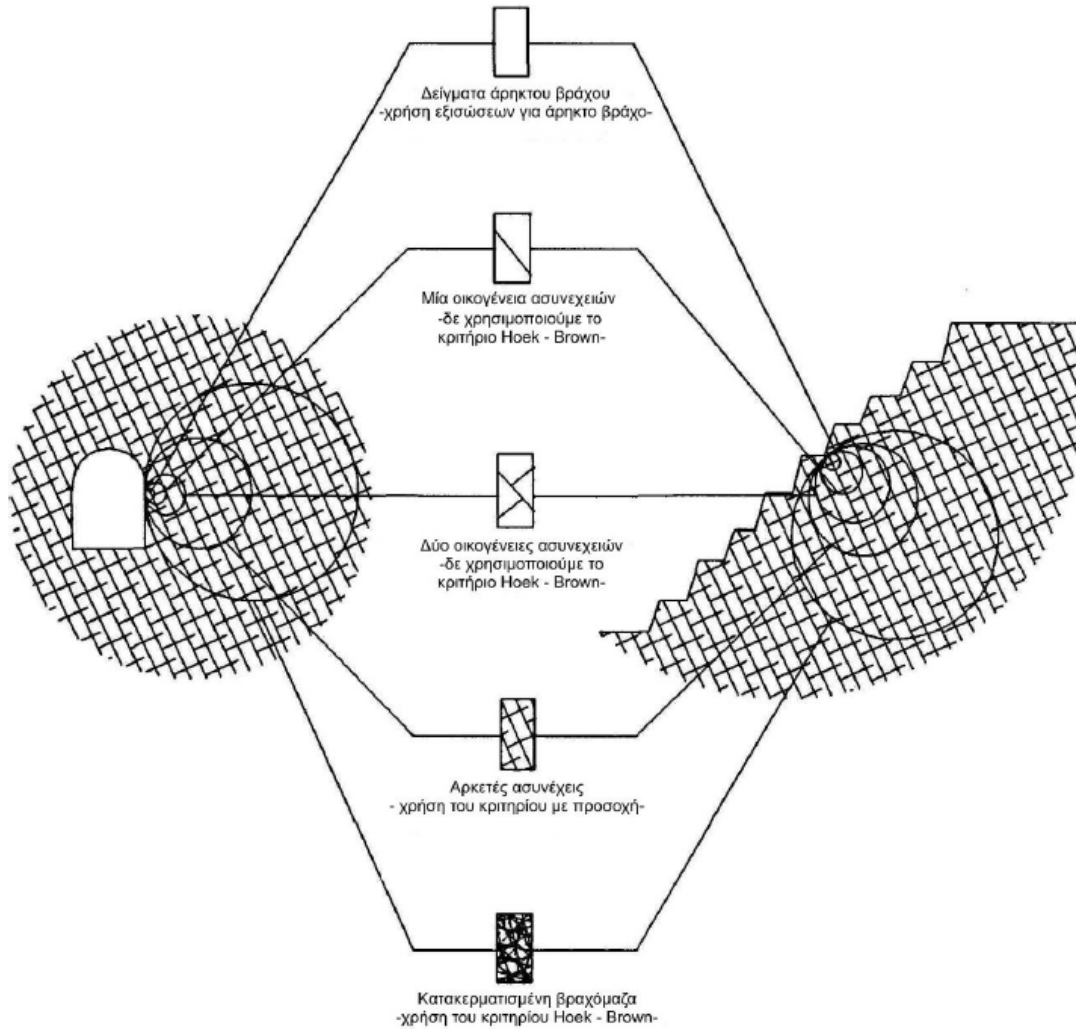 Δείγματα άρηκτου βράχου
-χρήση εξισώσεων για άρηκτο βράχο-
Μία οικογένεια ασυνεχειών
-δε χρησιμοποιούμε το
κριτήριο Hoek - Brown-
Δύο οικογένειες ασυνεχειών
-δε χρησιμοποιούμε το
κριτήριο Hoek - Brown-
Αρκετές ασυνέχεις
- χρήση του κριτηρίου με προσοχή-
Κατακερματισμένη βραχόμαζα
-χρήση του κριτηρίου Hoek - Brown-